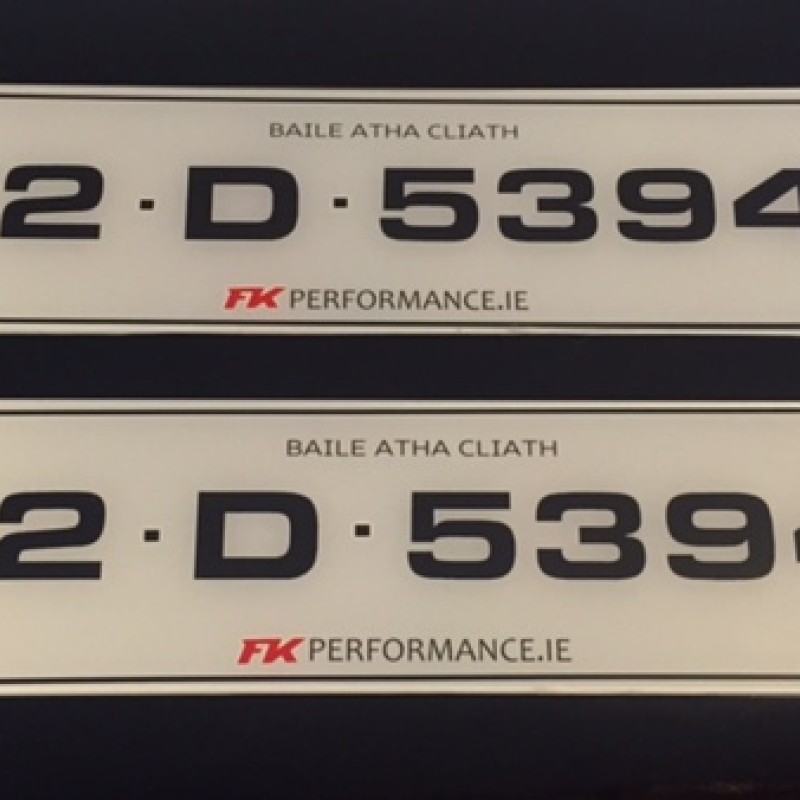 BAILE ATHA CLIATH
2·D·5394
FK PERFORMANCE.IE
BAILE ATHA CLIATH
2·D·539
FK PERFORMANCE.IE